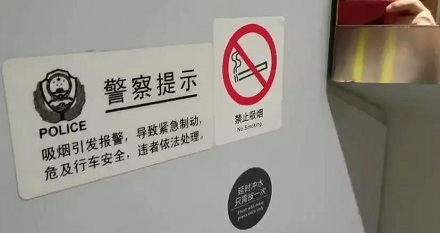 警察提示
POLICE
吸烟引发报警，导致紧急制动，
危及行车安全，违者依法处理。
禁止吸烟
No Smoking
延时冲水
只需按一次